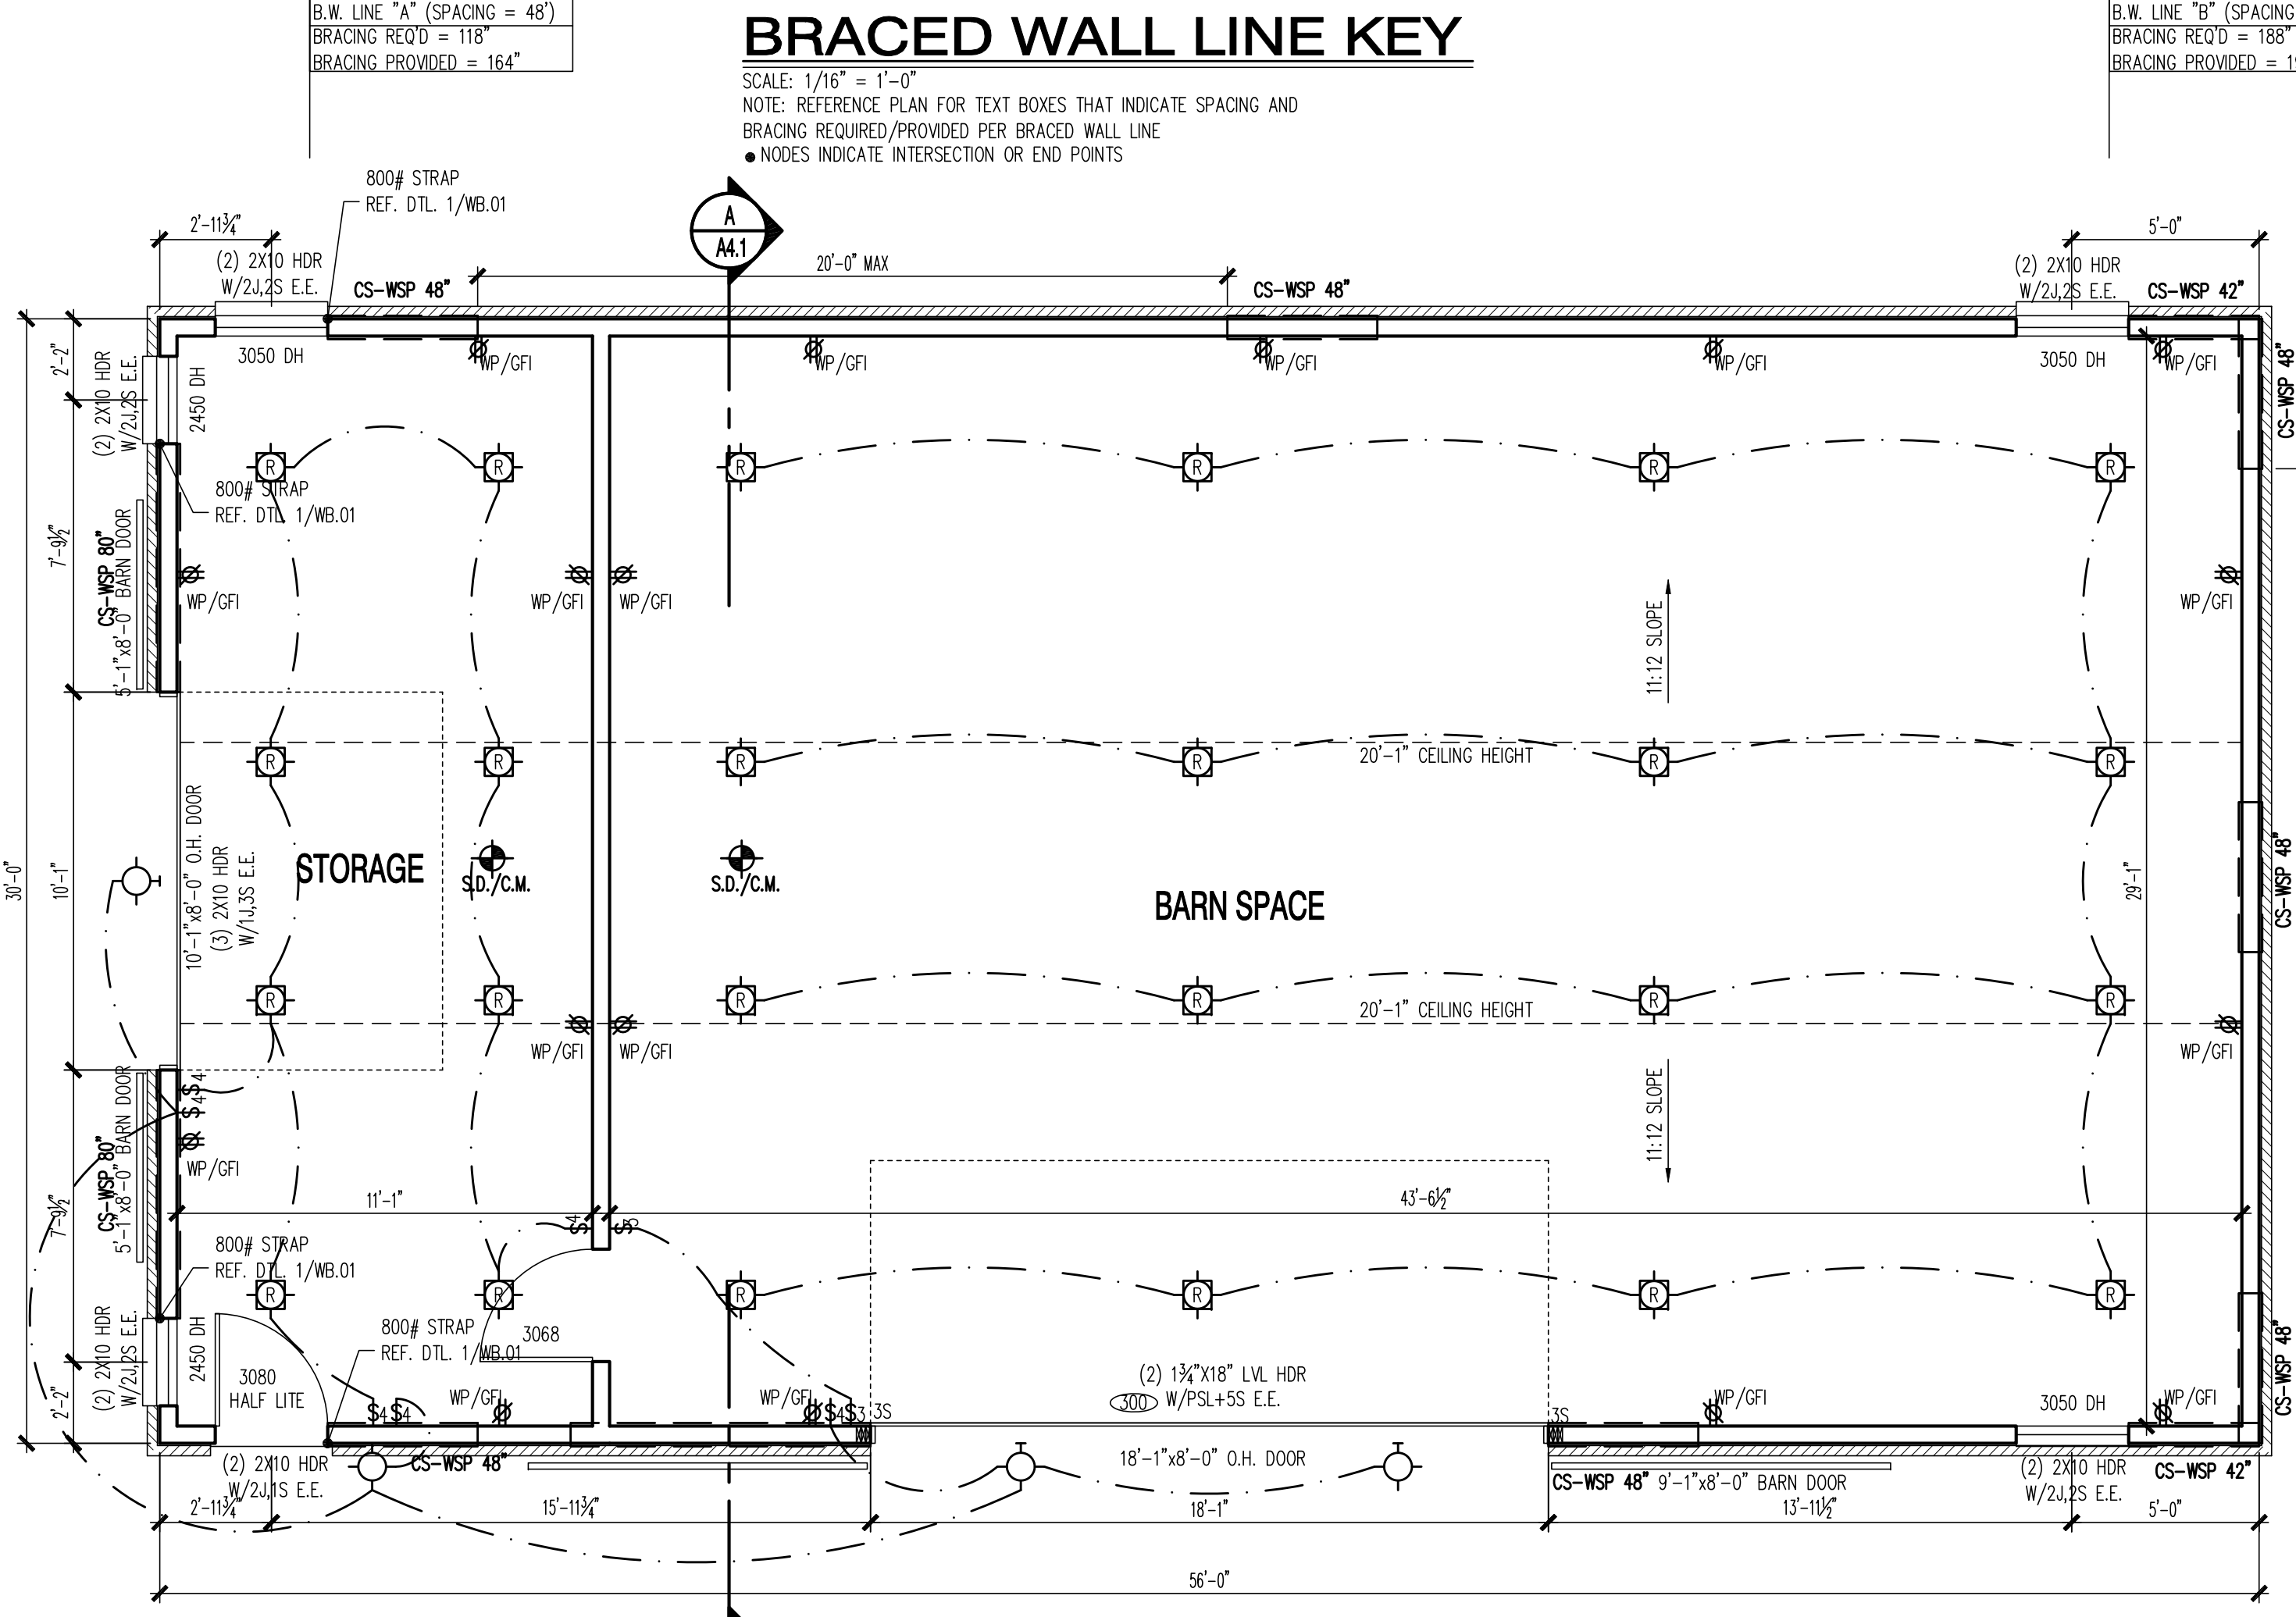 B.W. LINE "A" (SPACING = 48')
BRACING REQ'D = 118"
BRACING PROVIDED = 164"
BRACED WALL LINE KEY
SCALE: 1/16" = 1'-0"
NOTE: REFERENCE PLAN FOR TEXT BOXES THAT INDICATE SPACING AND
BRACING REQUIRED/PROVIDED PER BRACED WALL LINE
● NODES INDICATE INTERSECTION OR END POINTS
B.W. LINE "B" (SPACING
BRACING REQ'D = 188"
BRACING PROVIDED =
800# STRAP
REF. DTL. 1/WB.01
A
A4.1
2'-11¾"
20'-0" MAX
5'-0"
(2) 2X10 HDR
W/2J,2S E.E.
CS-WSP 48"
CS-WSP 48"
(2) 2X10 HDR
W/2J,2S E.E.
CS-WSP 42"
3050 DH
WP/GFI
WP/GFI
WP/GFI
WP/GFI
3050 DH
WP/GFI
CS-WSP 48"
2'-2"
(2) 2X10 HDR
W/2J,2S E.E.
2450 DH
R
R
R
R
R
R
800# STRAP
REF. DTL. 1/WB.01
7'-9½"
CS-WSP 80"
5'-1"x8'-0" BARN DOOR
WP/GFI
WP/GFI
WP/GFI
WP/GFI
11:12 SLOPE
20'-1" CEILING HEIGHT
R
R
R
R
R
R
30'-0"
10'-1"
10'-1"x8'-0" O.H. DOOR
(3) 2X10 HDR
W/1J,3S E.E.
STORAGE
S.D./C.M.
S.D./C.M.
BARN SPACE
29'-1"
CS-WSP 48"
R
R
R
R
R
R
20'-1" CEILING HEIGHT
WP/GFI
WP/GFI
WP/GFI
$4
$4
WP/GFI
11:12 SLOPE
7'-9½"
CS-WSP 80"
5'-1"x8'-0" BARN DOOR
11'-1"
43'-6½"
$4
$5
800# STRAP
REF. DTL. 1/WB.01
R
R
R
R
R
R
2'-2"
(2) 2X10 HDR
W/2J,2S E.E.
2450 DH
3080
HALF LITE
800# STRAP
REF. DTL. 1/WB.01
3068
(2) 1¾"X18" LVL HDR
300 W/PSL+5S E.E.
CS-WSP 48"
$4 $4
WP/GFI
WP/GFI
$4 $3
3S
3S
WP/GFI
3050 DH
WP/GFI
(2) 2X10 HDR
W/2J,1S E.E.
CS-WSP 48"
18'-1"x8'-0" O.H. DOOR
CS-WSP 48"
9'-1"x8'-0" BARN DOOR
(2) 2X10 HDR
W/2J,2S E.E.
CS-WSP 42"
2'-11¾"
15'-11¾"
18'-1"
13'-11½"
5'-0"
56'-0"